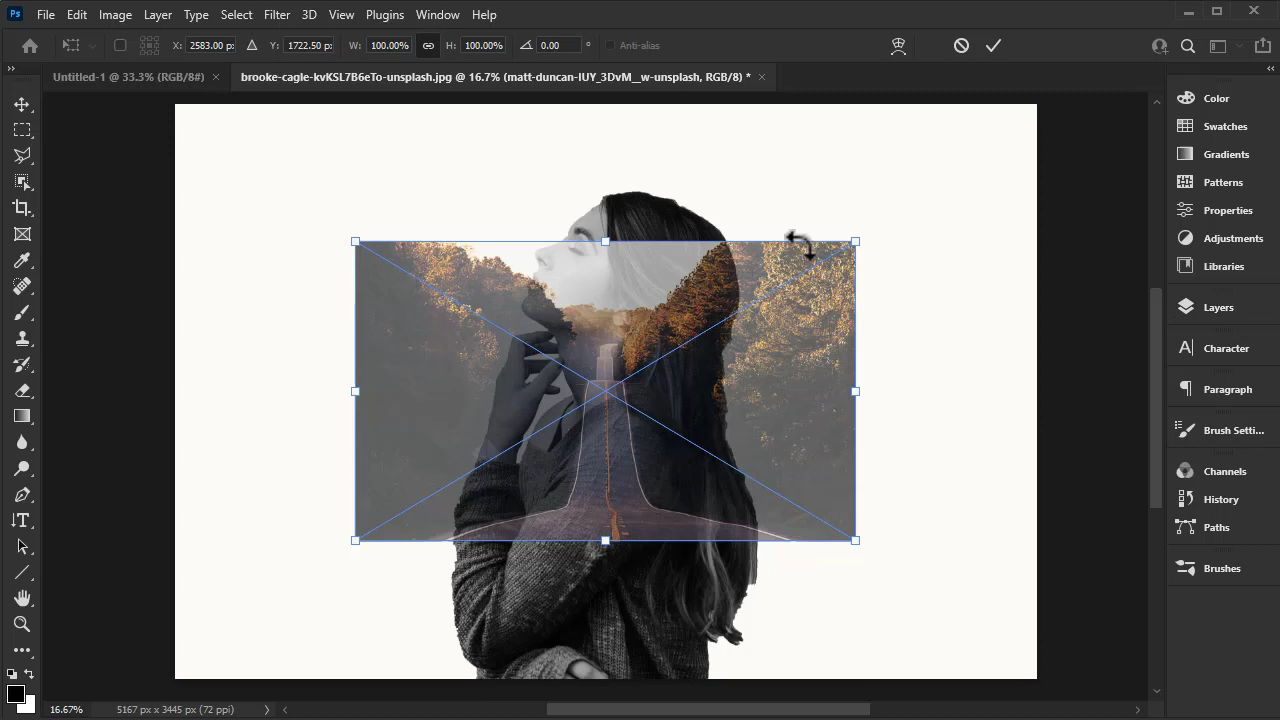 Ps File Edit Image Layer Type Select Filter 3D View Plugins Window Help
X: 2583.00 px Y: 1722.50 px W: 100.00% H: 100.00% 0.00 ° Anti-alias
Untitled-1 @ 33.3% (RGB/8#) × brooke-cagle-kvKSL7B6eTo-unsplash.jpg @ 16.7% (matt-duncan-IUY_3DvM__w-unsplash, RGB/8) * ×
Color
Swatches
Gradients
Patterns
Properties
Adjustments
Libraries
Layers
Character
Paragraph
Brush Setti...
Channels
History
Paths
Brushes
16.67% 5167 px x 3445 px (72 ppi)